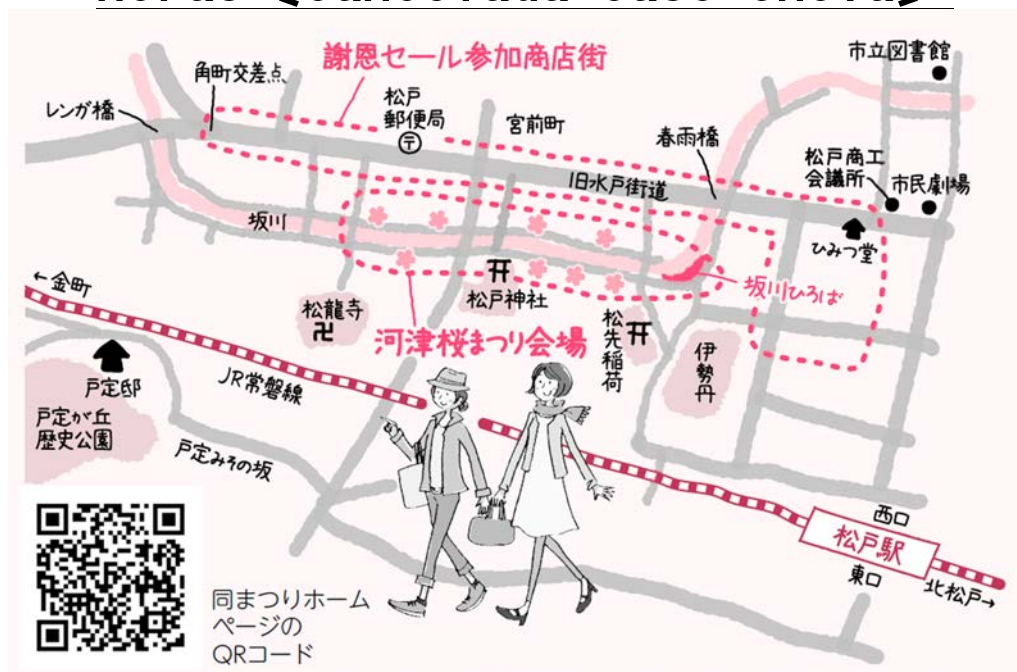 謝恩セール参加商店街
市立図書館
角町交差点
レンガ橋
松戸
郵便局
〒
宮前町
春雨橋
松戸商工
会議所
市民劇場
旧水戸街道
坂川
ひみつ堂
←金町
松龍寺
卍
松戸神社
坂川ひろば
河津桜まつり会場
松先稲荷
伊勢丹
戸定邸
JR常磐線
戸定が丘
歴史公園
戸定みその坂
西口
松戸駅
東口
北松戸→
同まつりホーム
ページの
QRコード